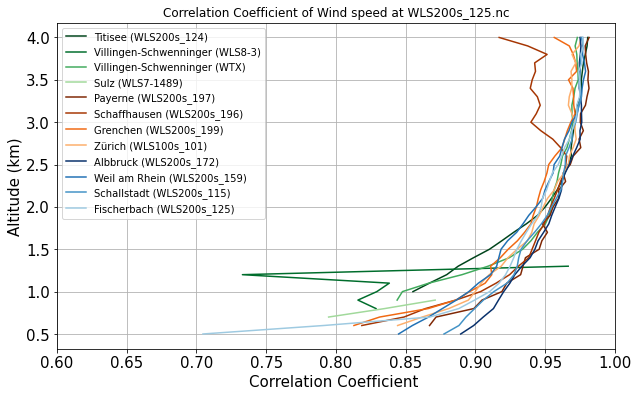 Correlation Coefficient of Wind speed at WLS200s_125.nc
4.0
3.5
3.0
2.5
2.0
1.5
1.0
0.5
Altitude (km)
Titisee (WLS200s_124)
Villingen-Schwenninger (WLS8-3)
Villingen-Schwenninger (WTX)
Sulz (WLS7-1489)
Payerne (WLS200s_197)
Schaffhausen (WLS200s_196)
Grenchen (WLS200s_199)
Zürich (WLS100s_101)
Albbruck (WLS200s_172)
Weil am Rhein (WLS200s_159)
Schallstadt (WLS200s_115)
Fischerbach (WLS200s_125)
0.60 0.65 0.70 0.75 0.80 0.85 0.90 0.95 1.00
Correlation Coefficient